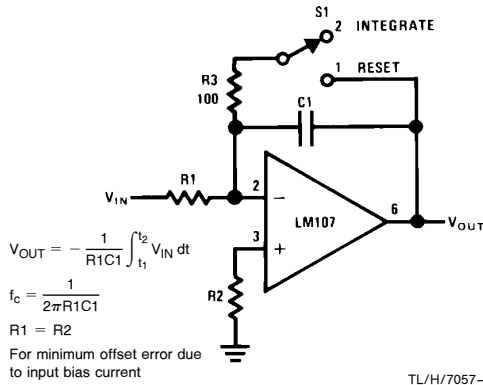 S1
2 INTEGRATE
1 RESET
R3
100
C1
R1
V_IN
2
−
LM107
6
V_OUT
3
+
R2
V_OUT = − 1/(R1C1) ∫_{t1}^{t2} V_IN dt
f_c = 1/(2πR1C1)
R1 = R2
For minimum offset error due
to input bias current
TL/H/7057–